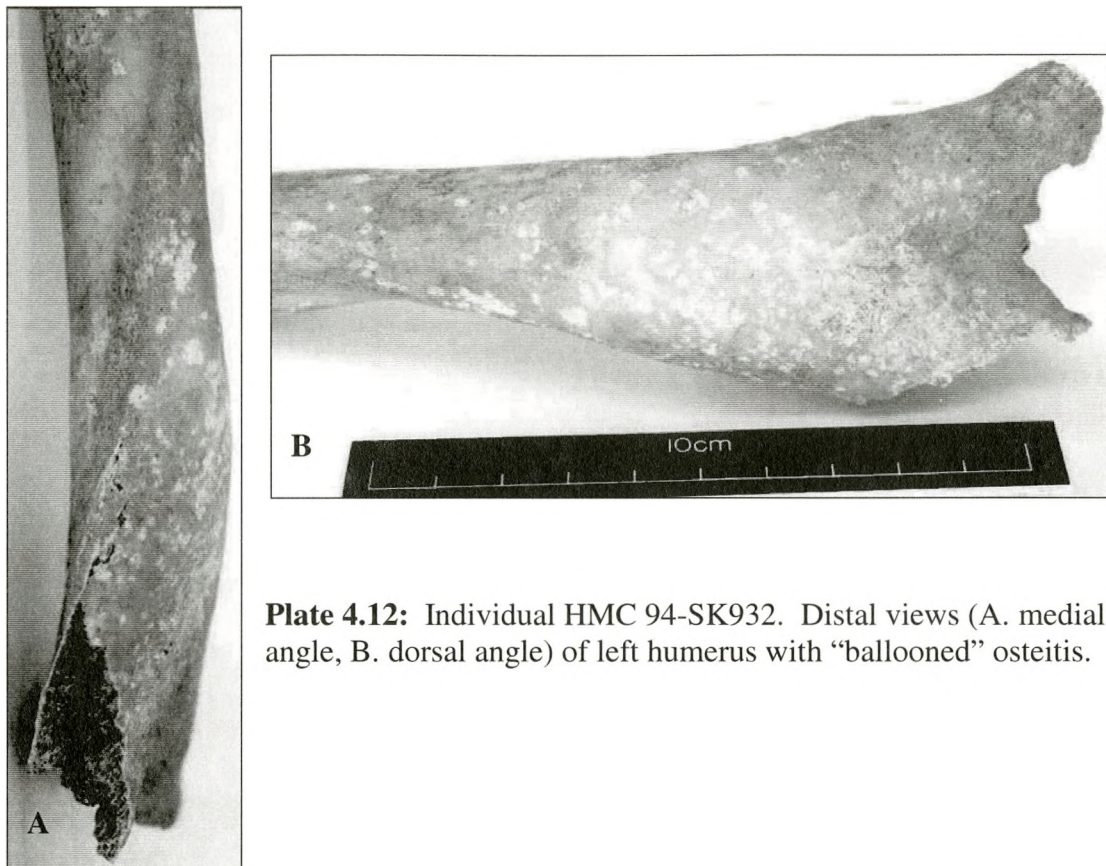 A
B
10cm
Plate 4.12: Individual HMC 94-SK932. Distal views (A. medial
angle, B. dorsal angle) of left humerus with “ballooned” osteitis.